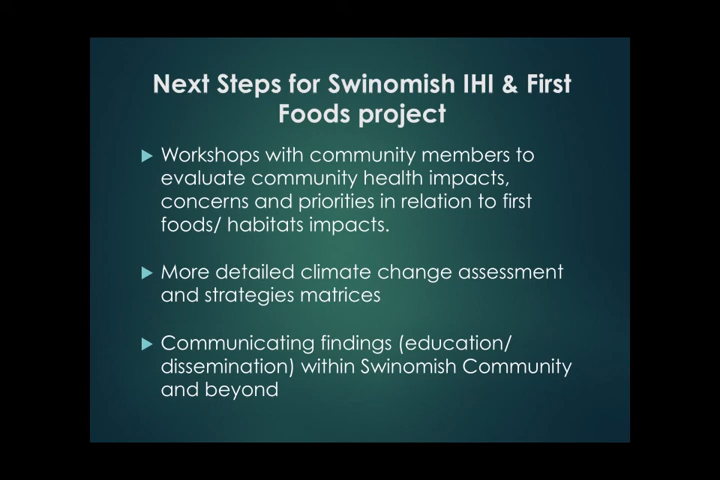 Next Steps for Swinomish IHI & First
Foods project
Workshops with community members to
evaluate community health impacts,
concerns and priorities in relation to first
foods/ habitats impacts.
More detailed climate change assessment
and strategies matrices
Communicating findings (education/
dissemination) within Swinomish Community
and beyond